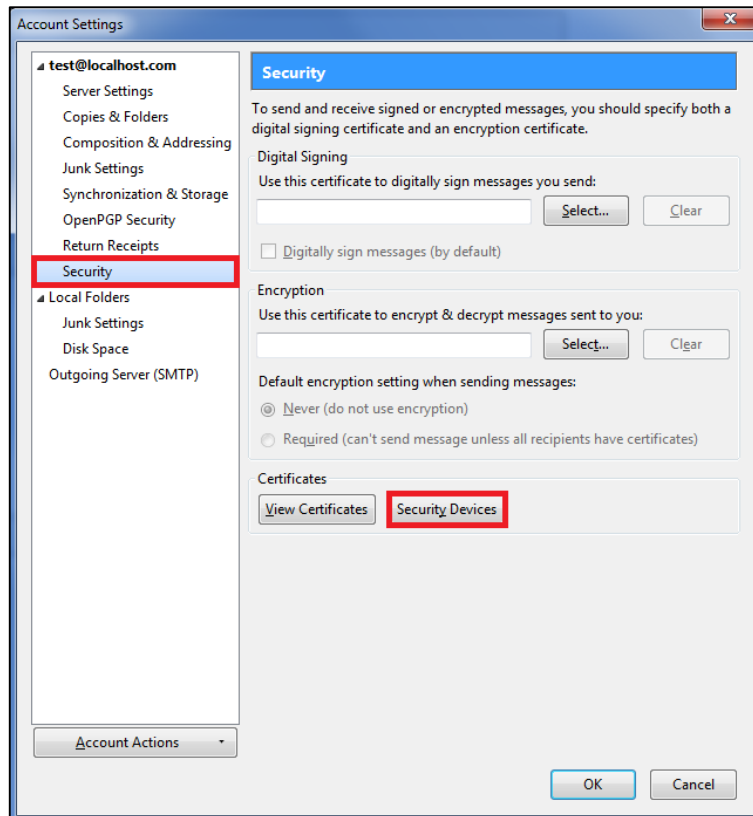 Account Settings
test@localhost.com
Server Settings
Copies & Folders
Composition & Addressing
Junk Settings
Synchronization & Storage
OpenPGP Security
Return Receipts
Security
Local Folders
Junk Settings
Disk Space
Outgoing Server (SMTP)
Account Actions
Security
To send and receive signed or encrypted messages, you should specify both a
digital signing certificate and an encryption certificate.
Digital Signing
Use this certificate to digitally sign messages you send:
Select... Clear
Digitally sign messages (by default)
Encryption
Use this certificate to encrypt & decrypt messages sent to you:
Select... Clear
Default encryption setting when sending messages:
Never (do not use encryption)
Required (can't send message unless all recipients have certificates)
Certificates
View Certificates Security Devices
OK Cancel